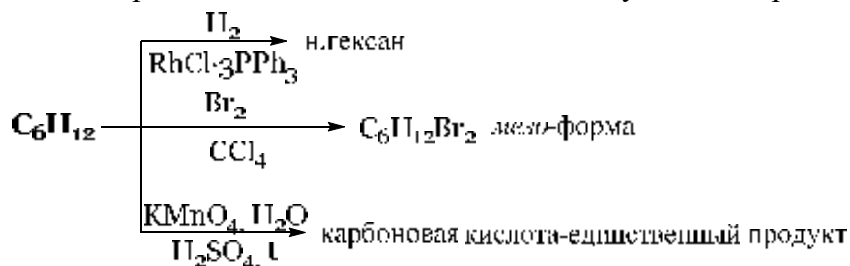 H₂
н.гексан
RhCl·3PPh₃
Br₂
C₆H₁₂
C₆H₁₂Br₂ мезо-форма
CCl₄
KMnO₄, H₂O
карбоновая кислота-единственный продукт
H₂SO₄, t